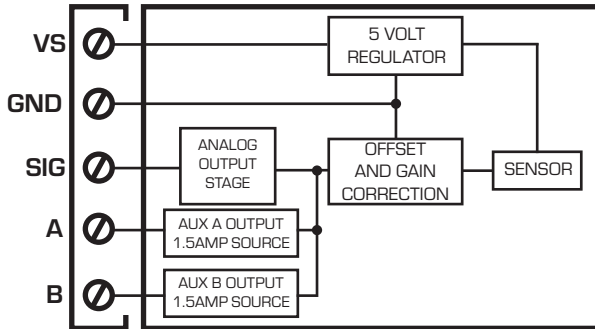 VS
5 VOLT
REGULATOR
GND
SIG
ANALOG
OUTPUT
STAGE
OFFSET
AND GAIN
CORRECTION
SENSOR
A
AUX A OUTPUT
1.5AMP SOURCE
B
AUX B OUTPUT
1.5AMP SOURCE